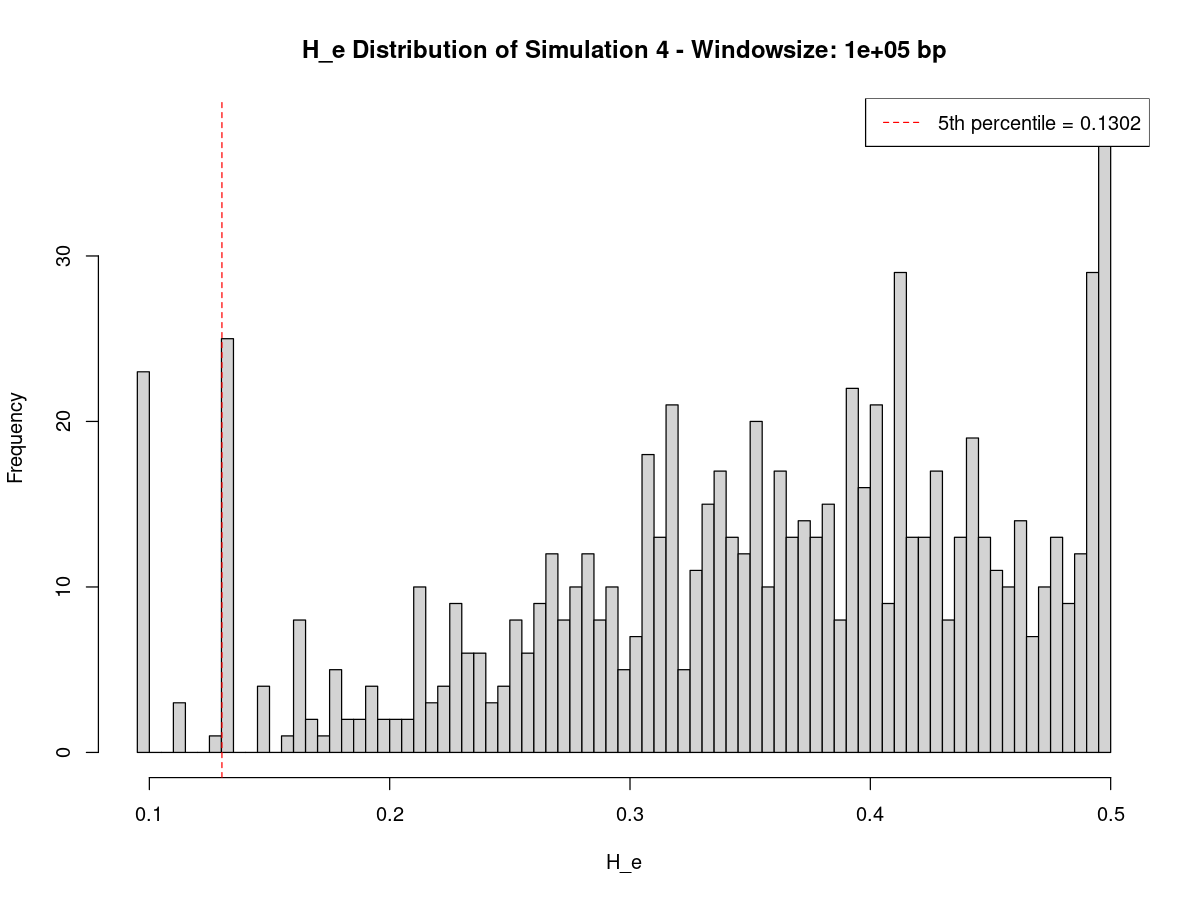 H_e Distribution of Simulation 4 - Windowsize: 1e+05 bp
5th percentile = 0.1302
Frequency
30
20
10
0
0.1 0.2 0.3 0.4 0.5
H_e